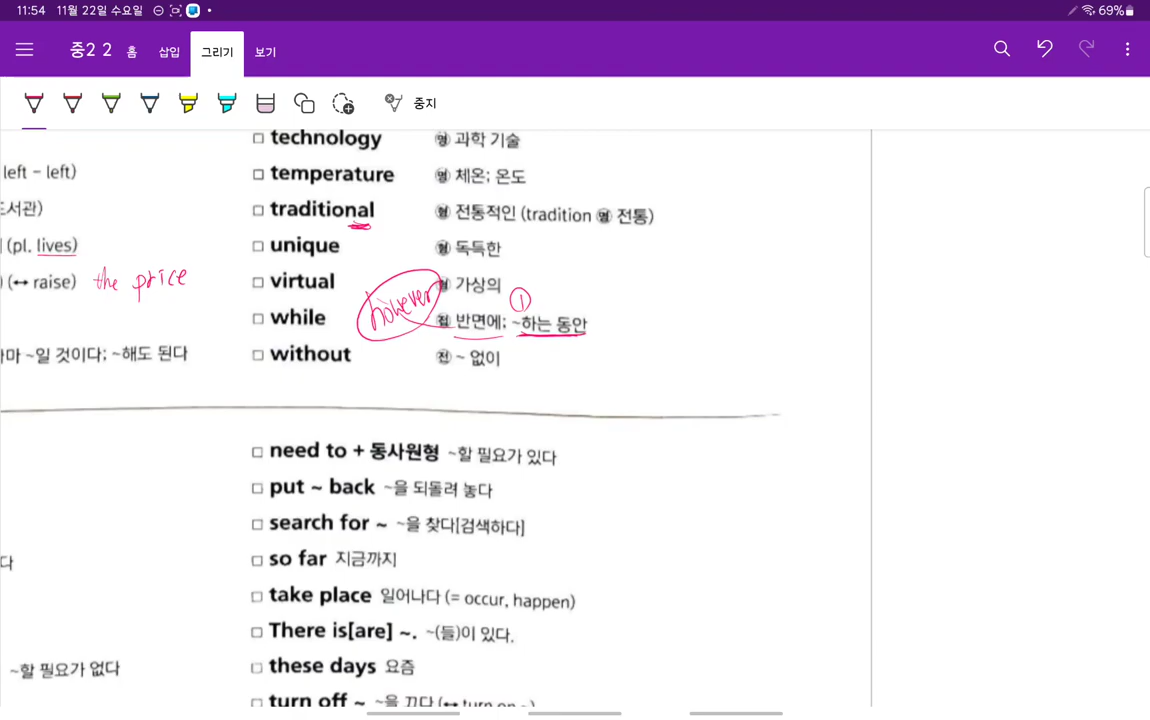 11:54 11월 22일 수요일
69%
중2 2 홈 삽입 그리기 보기
중지
left - left)
도서관)
(pl. lives)
(↔ raise) the price
마 ~일 것이다; ~해도 된다
□ technology 명 과학 기술
□ temperature 명 체온; 온도
□ traditional 형 전통적인 (tradition 명 전통)
□ unique 형 독특한
□ virtual 형 가상의
however ①
□ while 접 반면에; ~하는 동안
□ without 전 ~ 없이
다
~할 필요가 없다
□ need to + 동사원형 ~할 필요가 있다
□ put ~ back ~을 되돌려 놓다
□ search for ~ ~을 찾다[검색하다]
□ so far 지금까지
□ take place 일어나다 (= occur, happen)
□ There is[are] ~. ~(들)이 있다.
□ these days 요즘
□ turn off ~ ~을 끄다 (↔ turn on ~)